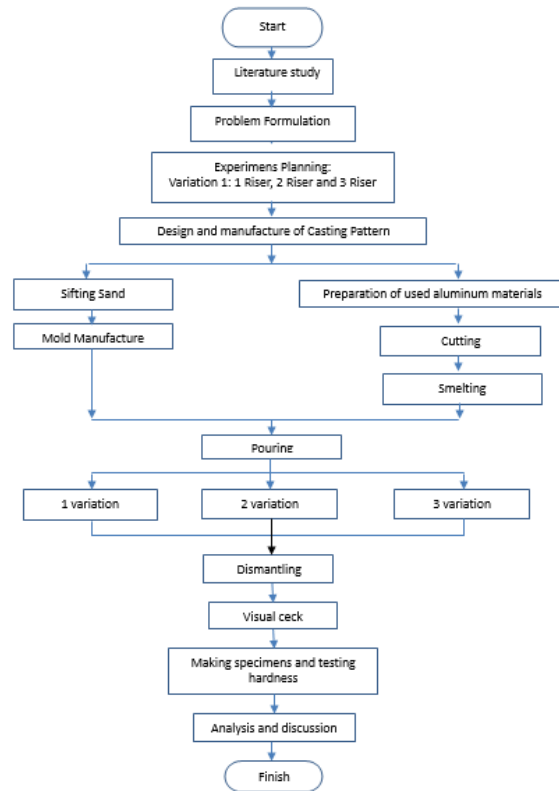 Start
Literature study
Problem Formulation
Experimens Planning:
Variation 1: 1 Riser, 2 Riser and 3 Riser
Design and manufacture of Casting Pattern
Sifting Sand
Preparation of used aluminum materials
Mold Manufacture
Cutting
Smelting
Pouring
1 variation
2 variation
3 variation
Dismantling
Visual ceck
Making specimens and testing
hardness
Analysis and discussion
Finish